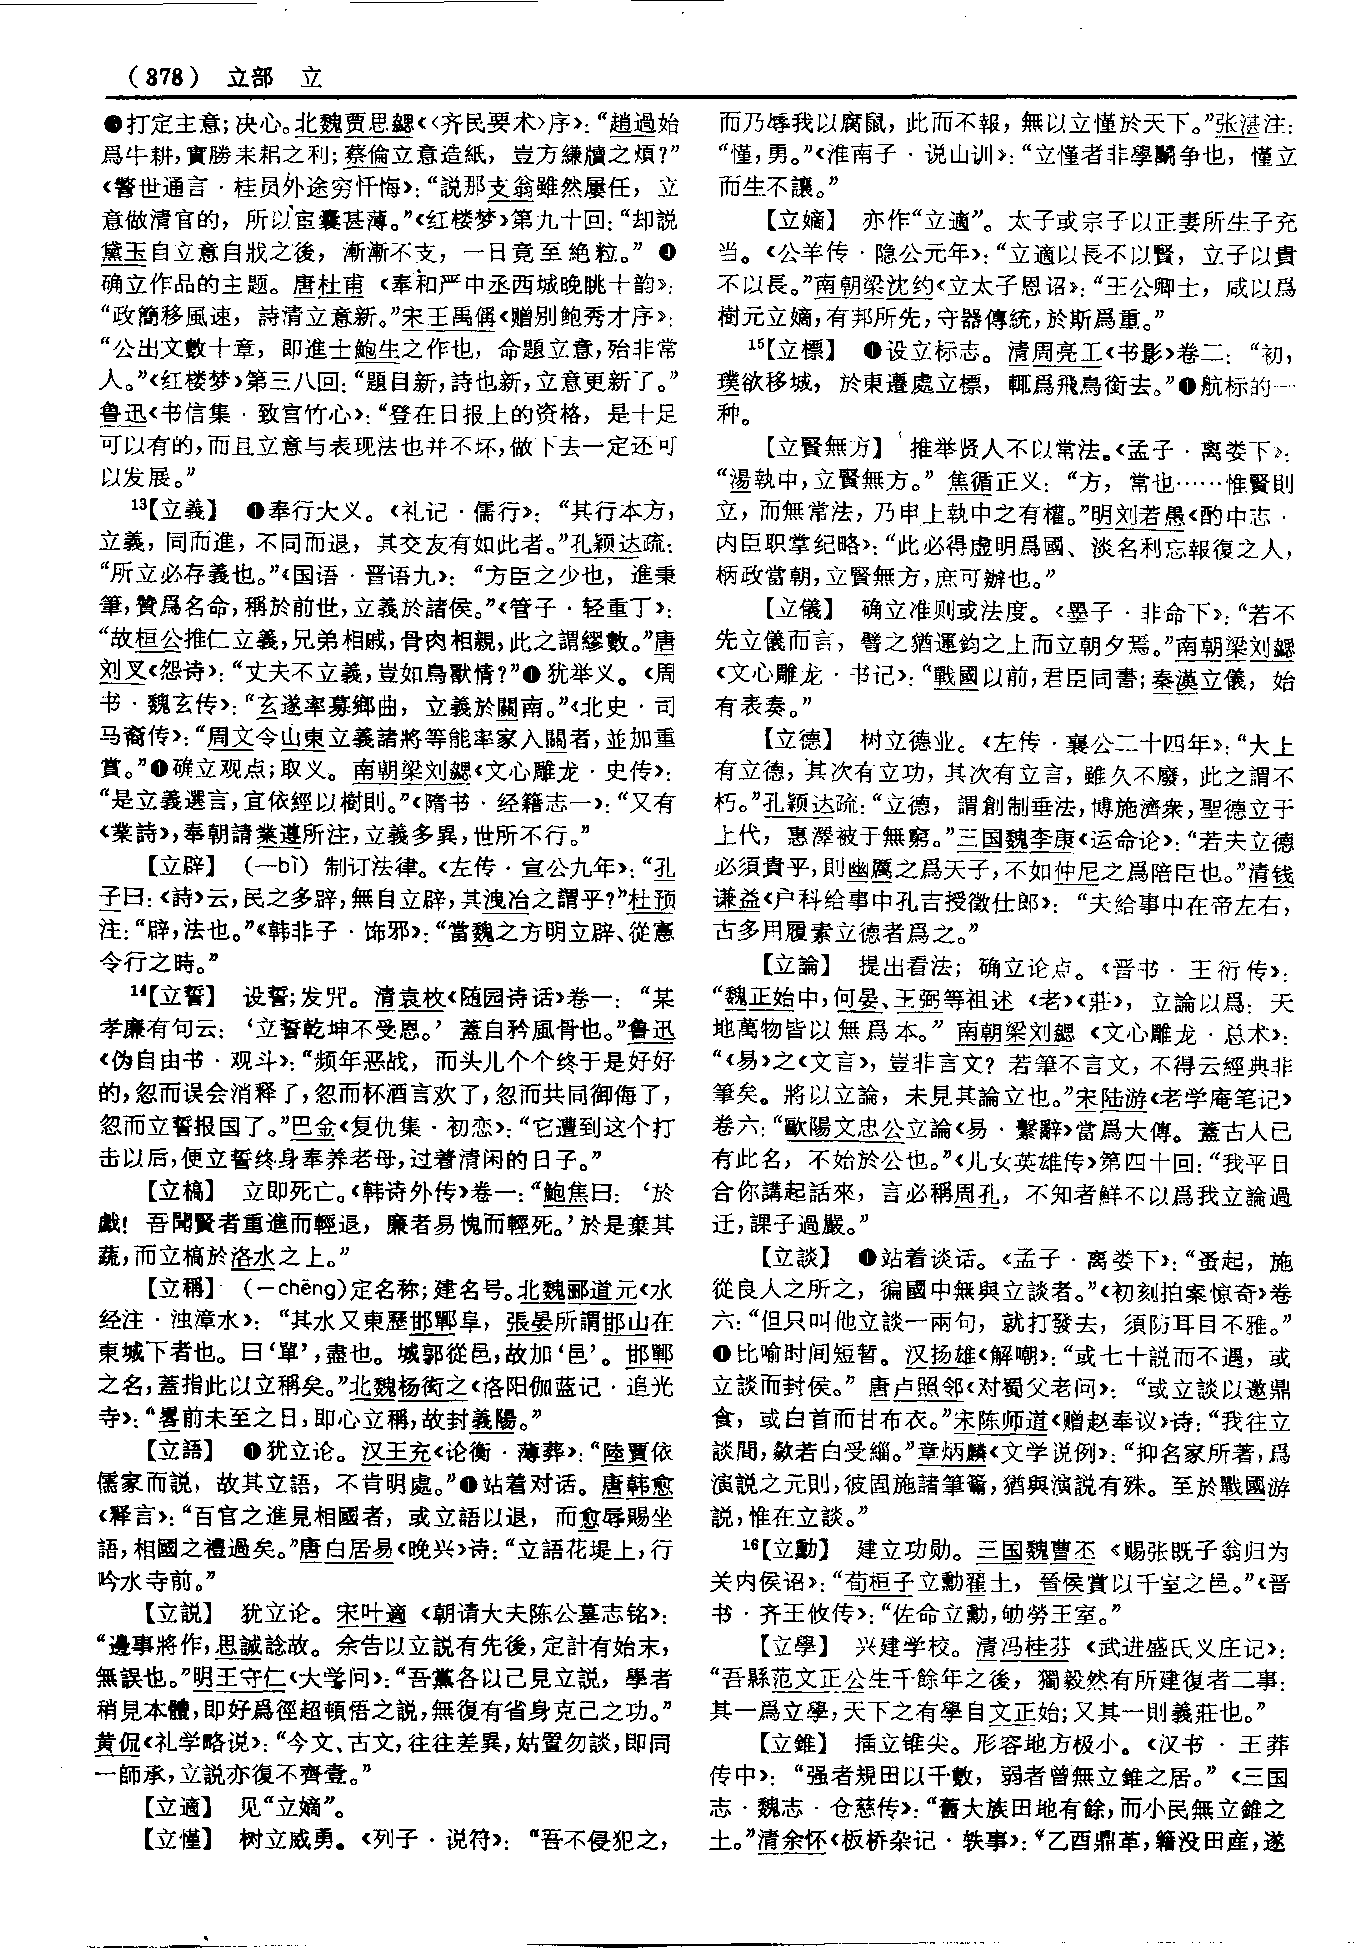 （378） 立部 立
❸打定主意；决心。北魏贾思勰《〈齐民要术〉序》：“趙過始
爲牛耕，實勝耒耜之利；蔡倫立意造紙，豈方縑牘之煩？”
《警世通言·桂员外途穷忏悔》：“説那支翁雖然屢任，立
意做清官的，所以宦囊甚薄。”《红楼梦》第九十回：“却説
黛玉自立意自戕之後，漸漸不支，一日竟至絶粒。” ❹
确立作品的主题。唐杜甫《奉和严中丞西城晚眺十韵》：
“政簡移風速，詩清立意新。”宋王禹偁《赠别鲍秀才序》：
“公出文數十章，即進士鮑生之作也，命題立意，殆非常
人。”《红楼梦》第三八回：“題目新，詩也新，立意更新了。”
鲁迅《书信集·致宫竹心》：“登在日报上的资格，是十足
可以有的，而且立意与表现法也并不坏，做下去一定还可
以发展。”
13【立義】 ❶奉行大义。《礼记·儒行》：“其行本方，
立義，同而進，不同而退，其交友有如此者。”孔颖达疏：
“所立必存義也。”《国语·晋语九》：“方臣之少也，進秉
筆，贊爲名命，稱於前世，立義於諸侯。”《管子·轻重丁》：
“故桓公推仁立義，兄弟相戚，骨肉相親，此之謂繆數。”唐
刘叉《怨诗》：“丈夫不立義，豈如鳥獸情？”❷犹举义。《周
书·魏玄传》：“玄遂率募鄉曲，立義於關南。”《北史·司
马裔传》：“周文令山東立義諸將等能率家入關者，並加重
賞。”❸确立观点；取义。南朝梁刘勰《文心雕龙·史传》：
“是立義選言，宜依經以樹則。”《隋书·经籍志一》：“又有
《業詩》，奉朝請業遵所注，立義多異，世所不行。”
【立辟】 （—bì）制订法律。《左传·宣公九年》：“孔
子曰：《詩》云，民之多辟，無自立辟，其洩冶之謂乎？”杜预
注：“辟，法也。”《韩非子·饰邪》：“當魏之方明立辟、從憲
令行之時。”
14【立誓】 设誓；发咒。清袁枚《随园诗话》卷一：“某
孝廉有句云：‘立誓乾坤不受恩。’蓋自矜風骨也。”鲁迅
《伪自由书·观斗》：“频年恶战，而头儿个个终于是好好
的，忽而误会消释了，忽而杯酒言欢了，忽而共同御侮了，
忽而立誓报国了。”巴金《复仇集·初恋》：“它遭到这个打
击以后，便立誓终身奉养老母，过着清闲的日子。”
【立槁】 立即死亡。《韩诗外传》卷一：“鮑焦曰：‘於
戲！吾聞賢者重進而輕退，廉者易愧而輕死。’於是棄其
蔬，而立槁於洛水之上。”
【立稱】 （—chēng）定名称；建名号。北魏郦道元《水
经注·浊漳水》：“其水又東歷邯鄲阜，張晏所謂邯山在
東城下者也。曰‘單’，盡也。城郭從邑，故加‘邑’。邯鄲
之名，蓋指此以立稱矣。”北魏杨衒之《洛阳伽蓝记·追光
寺》：“略前未至之日，即心立稱，故封義陽。”
【立語】 ❶犹立论。汉王充《论衡·薄葬》：“陸賈依
儒家而説，故其立語，不肯明處。”❷站着对话。唐韩愈
《释言》：“百官之進見相國者，或立語以退，而愈辱賜坐
語，相國之禮過矣。”唐白居易《晚兴》诗：“立語花堤上，行
吟水寺前。”
【立説】 犹立论。宋叶適《朝请大夫陈公墓志铭》：
“邊事將作，思誠諗故。余告以立説有先後，定計有始末，
無誤也。”明王守仁《大学问》：“吾黨各以己見立説，學者
稍見本體，即好爲徑超頓悟之説，無復有省身克己之功。”
黄侃《礼学略说》：“今文、古文，往往差異，姑置勿談，即同
一師承，立説亦復不齊壹。”
【立適】 见“立嫡”。
【立慬】 树立威勇。《列子·说符》：“吾不侵犯之，
而乃辱我以腐鼠，此而不報，無以立慬於天下。”张湛注：
“慬，勇。”《淮南子·说山训》：“立慬者非學鬭争也，慬立
而生不讓。”
【立嫡】 亦作“立適”。太子或宗子以正妻所生子充
当。《公羊传·隐公元年》：“立適以長不以賢，立子以貴
不以長。”南朝梁沈约《立太子恩诏》：“王公卿士，咸以爲
樹元立嫡，有邦所先，守器傳統，於斯爲重。”
15【立標】 ❶设立标志。清周亮工《书影》卷二：“初，
璞欲移城，於東遷處立標，輒爲飛鳥銜去。”❷航标的一
种。
【立賢無方】 推举贤人不以常法。《孟子·离娄下》：
“湯執中，立賢無方。”焦循正义：“方，常也……惟賢則
立，而無常法，乃申上執中之有權。”明刘若愚《酌中志·
内臣职掌纪略》：“此必得虚明爲國、淡名利忘報復之人，
柄政當朝，立賢無方，庶可辦也。”
【立儀】 确立准则或法度。《墨子·非命下》：“若不
先立儀而言，譬之猶運鈞之上而立朝夕焉。”南朝梁刘勰
《文心雕龙·书记》：“戰國以前，君臣同書；秦漢立儀，始
有表奏。”
【立德】 树立德业。《左传·襄公二十四年》：“大上
有立德，其次有立功，其次有立言，雖久不廢，此之謂不
朽。”孔颖达疏：“立德，謂創制垂法，博施濟衆，聖德立于
上代，惠澤被于無窮。”三国魏李康《运命论》：“若夫立德
必須貴乎，則幽厲之爲天子，不如仲尼之爲陪臣也。”清钱
谦益《户科给事中孔吉授徵仕郎》：“夫給事中在帝左右，
古多用履素立德者爲之。”
【立論】 提出看法；确立论点。《晋书·王衍传》：
“魏正始中，何晏、王弼等祖述《老》《莊》，立論以爲：天
地萬物皆以無爲本。”南朝梁刘勰《文心雕龙·总术》：
“《易》之《文言》，豈非言文？若筆不言文，不得云經典非
筆矣。將以立論，未見其論立也。”宋陆游《老学庵笔记》
卷六：“歐陽文忠公立論《易·繫辭》當爲大傳。蓋古人已
有此名，不始於公也。”《儿女英雄传》第四十回：“我平日
合你講起話來，言必稱周孔，不知者鮮不以爲我立論過
迂，課子過嚴。”
【立談】 ❶站着谈话。《孟子·离娄下》：“蚤起，施
從良人之所之，徧國中無與立談者。”《初刻拍案惊奇》卷
六：“但只叫他立談一兩句，就打發去，須防耳目不雅。”
❷比喻时间短暂。汉扬雄《解嘲》：“或七十説而不遇，或
立談而封侯。”唐卢照邻《对蜀父老问》：“或立談以邀鼎
食，或白首而甘布衣。”宋陈师道《赠赵奉议》诗：“我往立
談間，欻若白受緇。”章炳麟《文学说例》：“抑名家所著，爲
演説之元則，彼固施諸筆籥，猶與演説有殊。至於戰國游
説，惟在立談。”
16【立勳】 建立功勋。三国魏曹丕《赐张既子翁归为
关内侯诏》：“荀桓子立勳翟土，晉侯賞以千室之邑。”《晋
书·齐王攸传》：“佐命立勳，劬勞王室。”
【立學】 兴建学校。清冯桂芬《武进盛氏义庄记》：
“吾縣范文正公生千餘年之後，獨毅然有所建復者二事：
其一爲立學，天下之有學自文正始；又其一則義莊也。”
【立錐】 插立锥尖。形容地方极小。《汉书·王莽
传中》：“强者規田以千數，弱者曾無立錐之居。”《三国
志·魏志·仓慈传》：“舊大族田地有餘，而小民無立錐之
土。”清余怀《板桥杂记·轶事》：“乙酉鼎革，籍没田産，遂